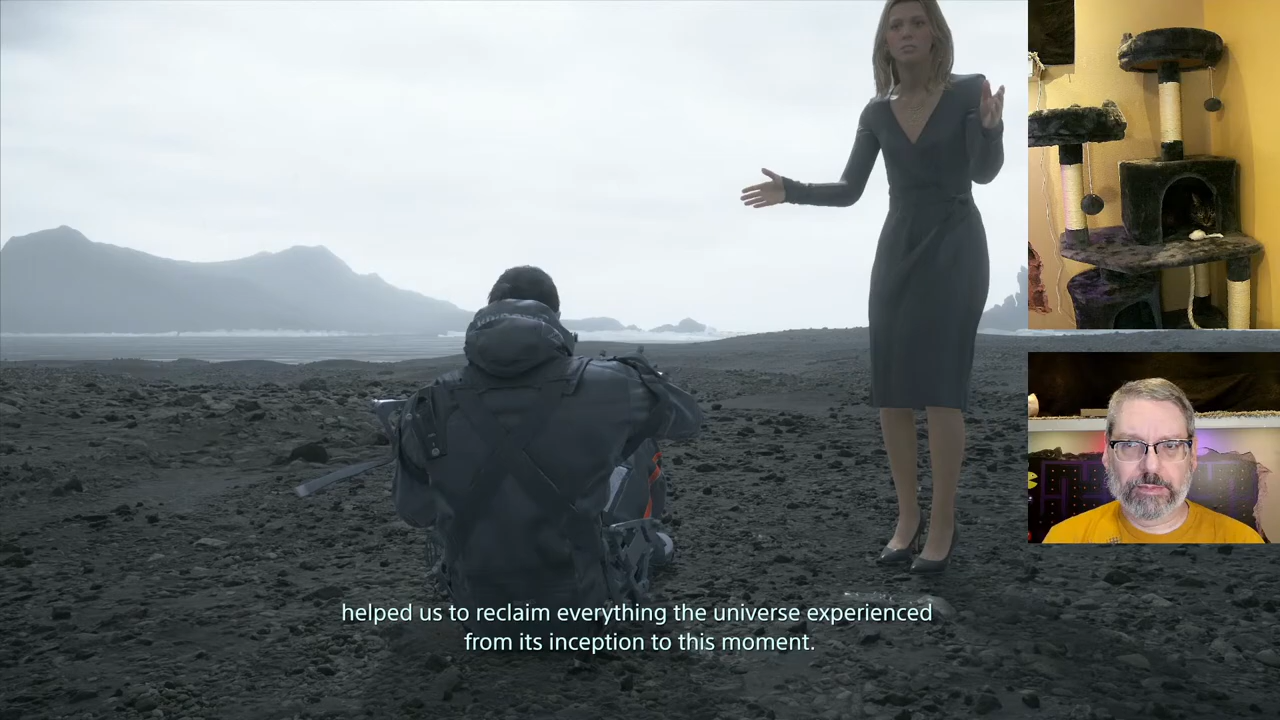 helped us to reclaim everything the universe experienced
from its inception to this moment.